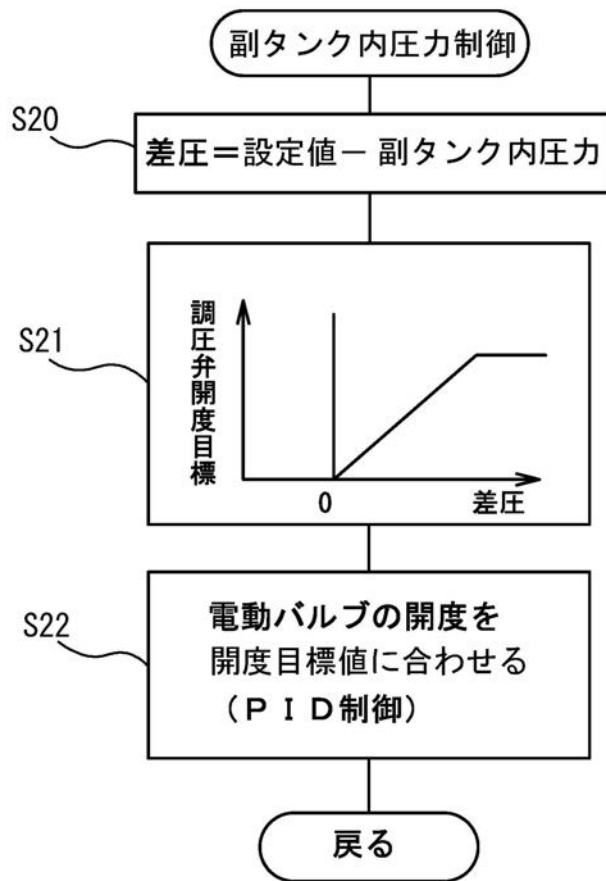 副タンク内圧力制御
S20
差圧＝設定値－副タンク内圧力
S21
調圧弁開度目標
0
差圧
S22
電動バルブの開度を
開度目標値に合わせる
（ＰＩＤ制御）
戻る